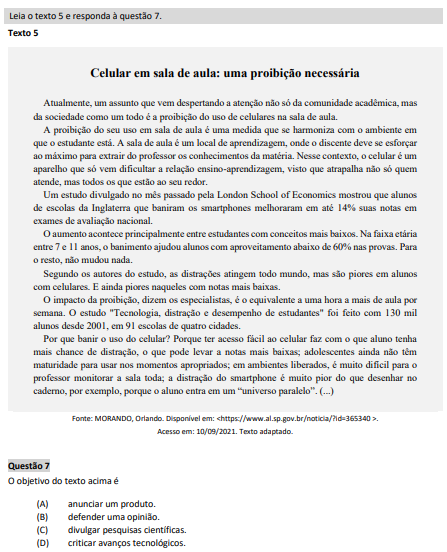 Leia o texto 5 e responda à questão 7.
Texto 5
Celular em sala de aula: uma proibição necessária
Atualmente, um assunto que vem despertando a atenção não só da comunidade acadêmica, mas
da sociedade como um todo é a proibição do uso de celulares na sala de aula.
A proibição do seu uso em sala de aula é uma medida que se harmoniza com o ambiente em
que o estudante está. A sala de aula é um local de aprendizagem, onde o discente deve se esforçar
ao máximo para extrair do professor os conhecimentos da matéria. Nesse contexto, o celular é um
aparelho que só vem dificultar a relação ensino-aprendizagem, visto que atrapalha não só quem
atende, mas todos os que estão ao seu redor.
Um estudo divulgado no mês passado pela London School of Economics mostrou que alunos
de escolas da Inglaterra que baniram os smartphones melhoraram em até 14% suas notas em
exames de avaliação nacional.
O aumento acontece principalmente entre estudantes com conceitos mais baixos. Na faixa etária
entre 7 e 11 anos, o banimento ajudou alunos com aproveitamento abaixo de 60% nas provas. Para
o resto, não mudou nada.
Segundo os autores do estudo, as distrações atingem todo mundo, mas são piores em alunos
com celulares. E ainda piores naqueles com notas mais baixas.
O impacto da proibição, dizem os especialistas, é o equivalente a uma hora a mais de aula por
semana. O estudo "Tecnologia, distração e desempenho de estudantes" foi feito com 130 mil
alunos desde 2001, em 91 escolas de quatro cidades.
Por que banir o uso do celular? Porque ter acesso fácil ao celular faz com o que aluno tenha
mais chance de distração, o que pode levar a notas mais baixas; adolescentes ainda não têm
maturidade para usar nos momentos apropriados; em ambientes liberados, é muito difícil para o
professor monitorar a sala toda; a distração do smartphone é muito pior do que desenhar no
caderno, por exemplo, porque o aluno entra em um “universo paralelo”. (...)
Fonte: MORANDO, Orlando. Disponível em: <https://www.al.sp.gov.br/noticia/?id=365340 >.
Acesso em: 10/09/2021. Texto adaptado.
Questão 7
O objetivo do texto acima é
(A) anunciar um produto.
(B) defender uma opinião.
(C) divulgar pesquisas científicas.
(D) criticar avanços tecnológicos.